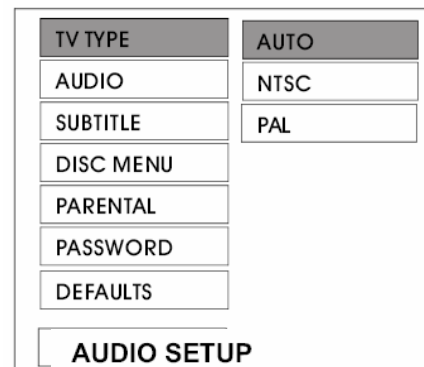 TV TYPE
AUDIO
SUBTITLE
DISC MENU
PARENTAL
PASSWORD
DEFAULTS
AUTO
NTSC
PAL
AUDIO SETUP